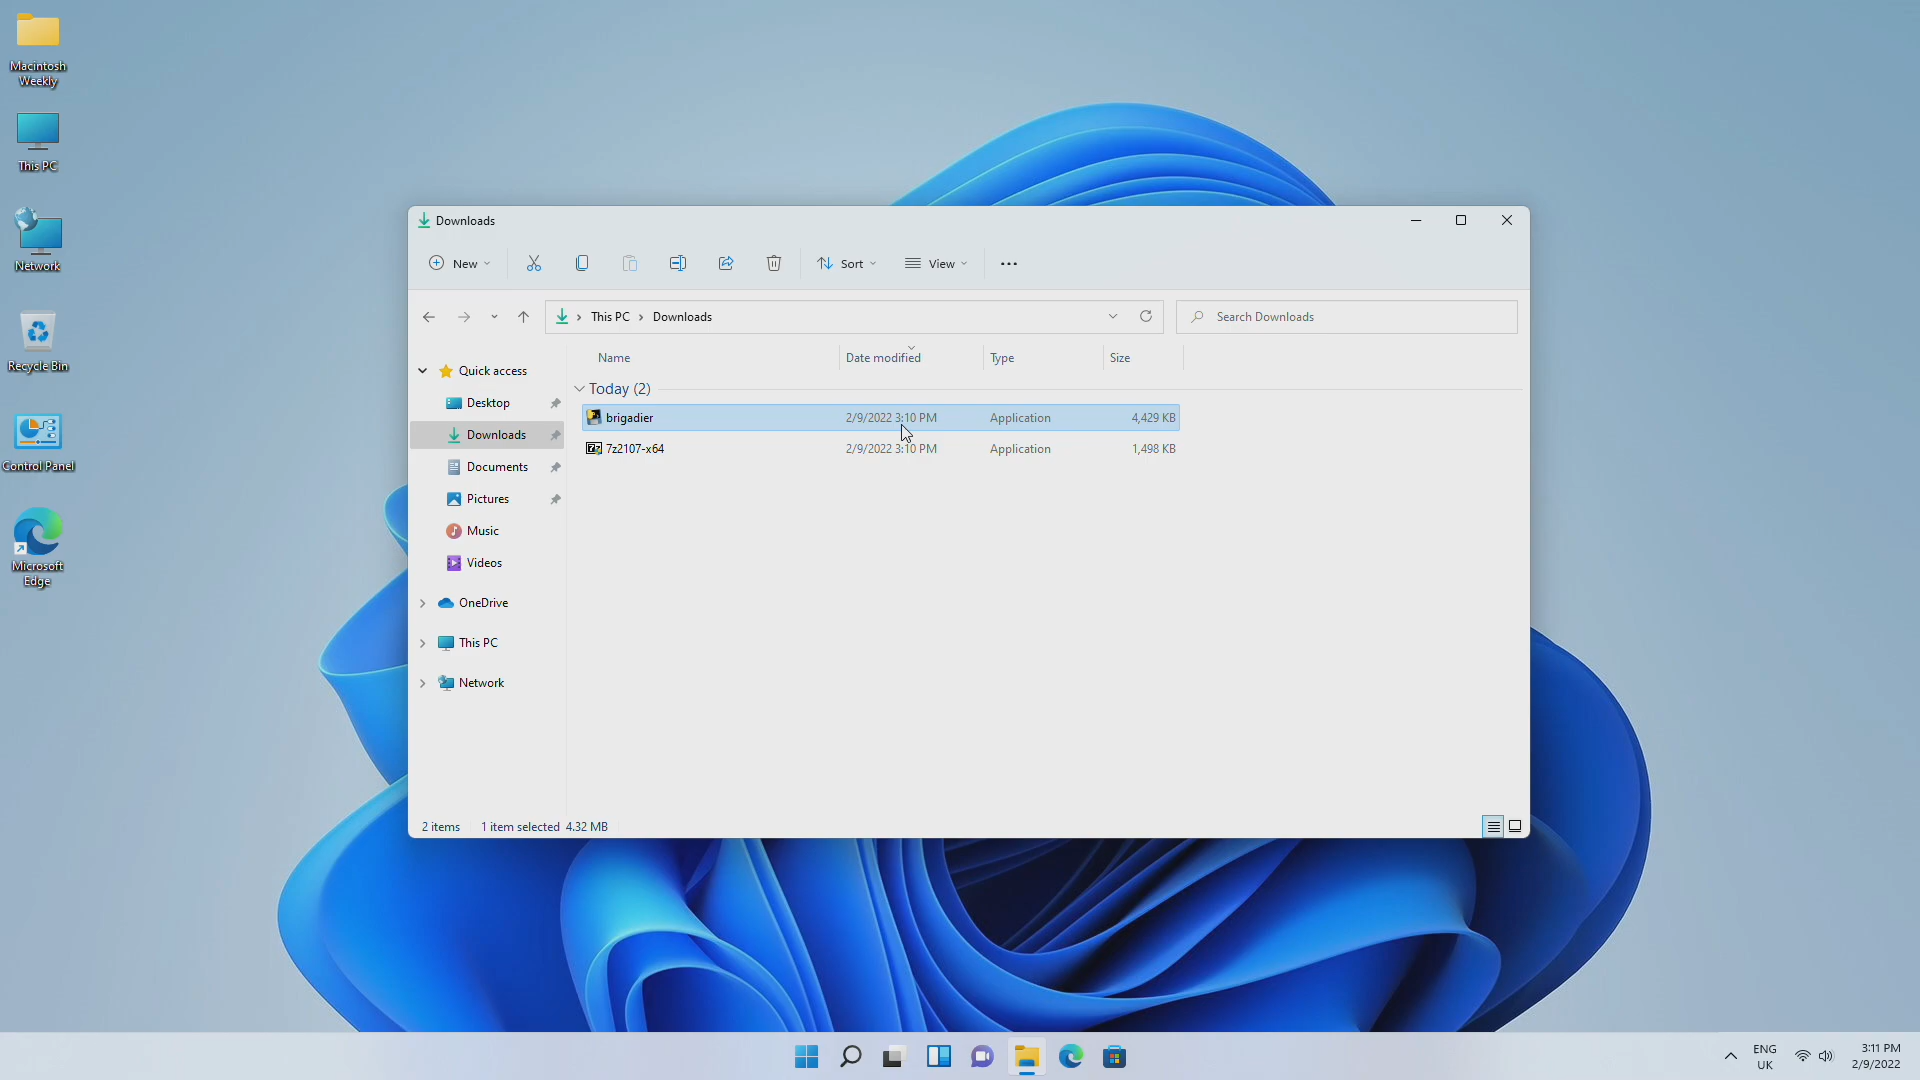 Macintosh
Weekly
This PC
Network
Recycle Bin
Control Panel
Microsoft
Edge
Downloads
New
Sort
View
This PC
Downloads
Search Downloads
Name
Date modified
Type
Size
Quick access
Desktop
Downloads
Documents
Pictures
Music
Videos
OneDrive
This PC
Network
Today (2)
brigadier 2/9/2022 3:10 PM Application 4,429 KB
7z2107-x64 2/9/2022 3:10 PM Application 1,498 KB
2 items 1 item selected 4.32 MB
ENG
UK
3:11 PM
2/9/2022